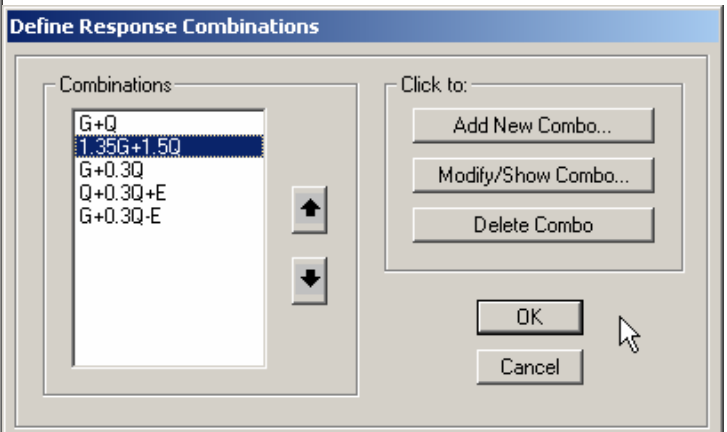 Define Response Combinations
Combinations
G+Q
1.35G+1.5Q
G+0.3Q
Q+0.3Q+E
G+0.3Q-E
Click to:
Add New Combo...
Modify/Show Combo...
Delete Combo
OK
Cancel